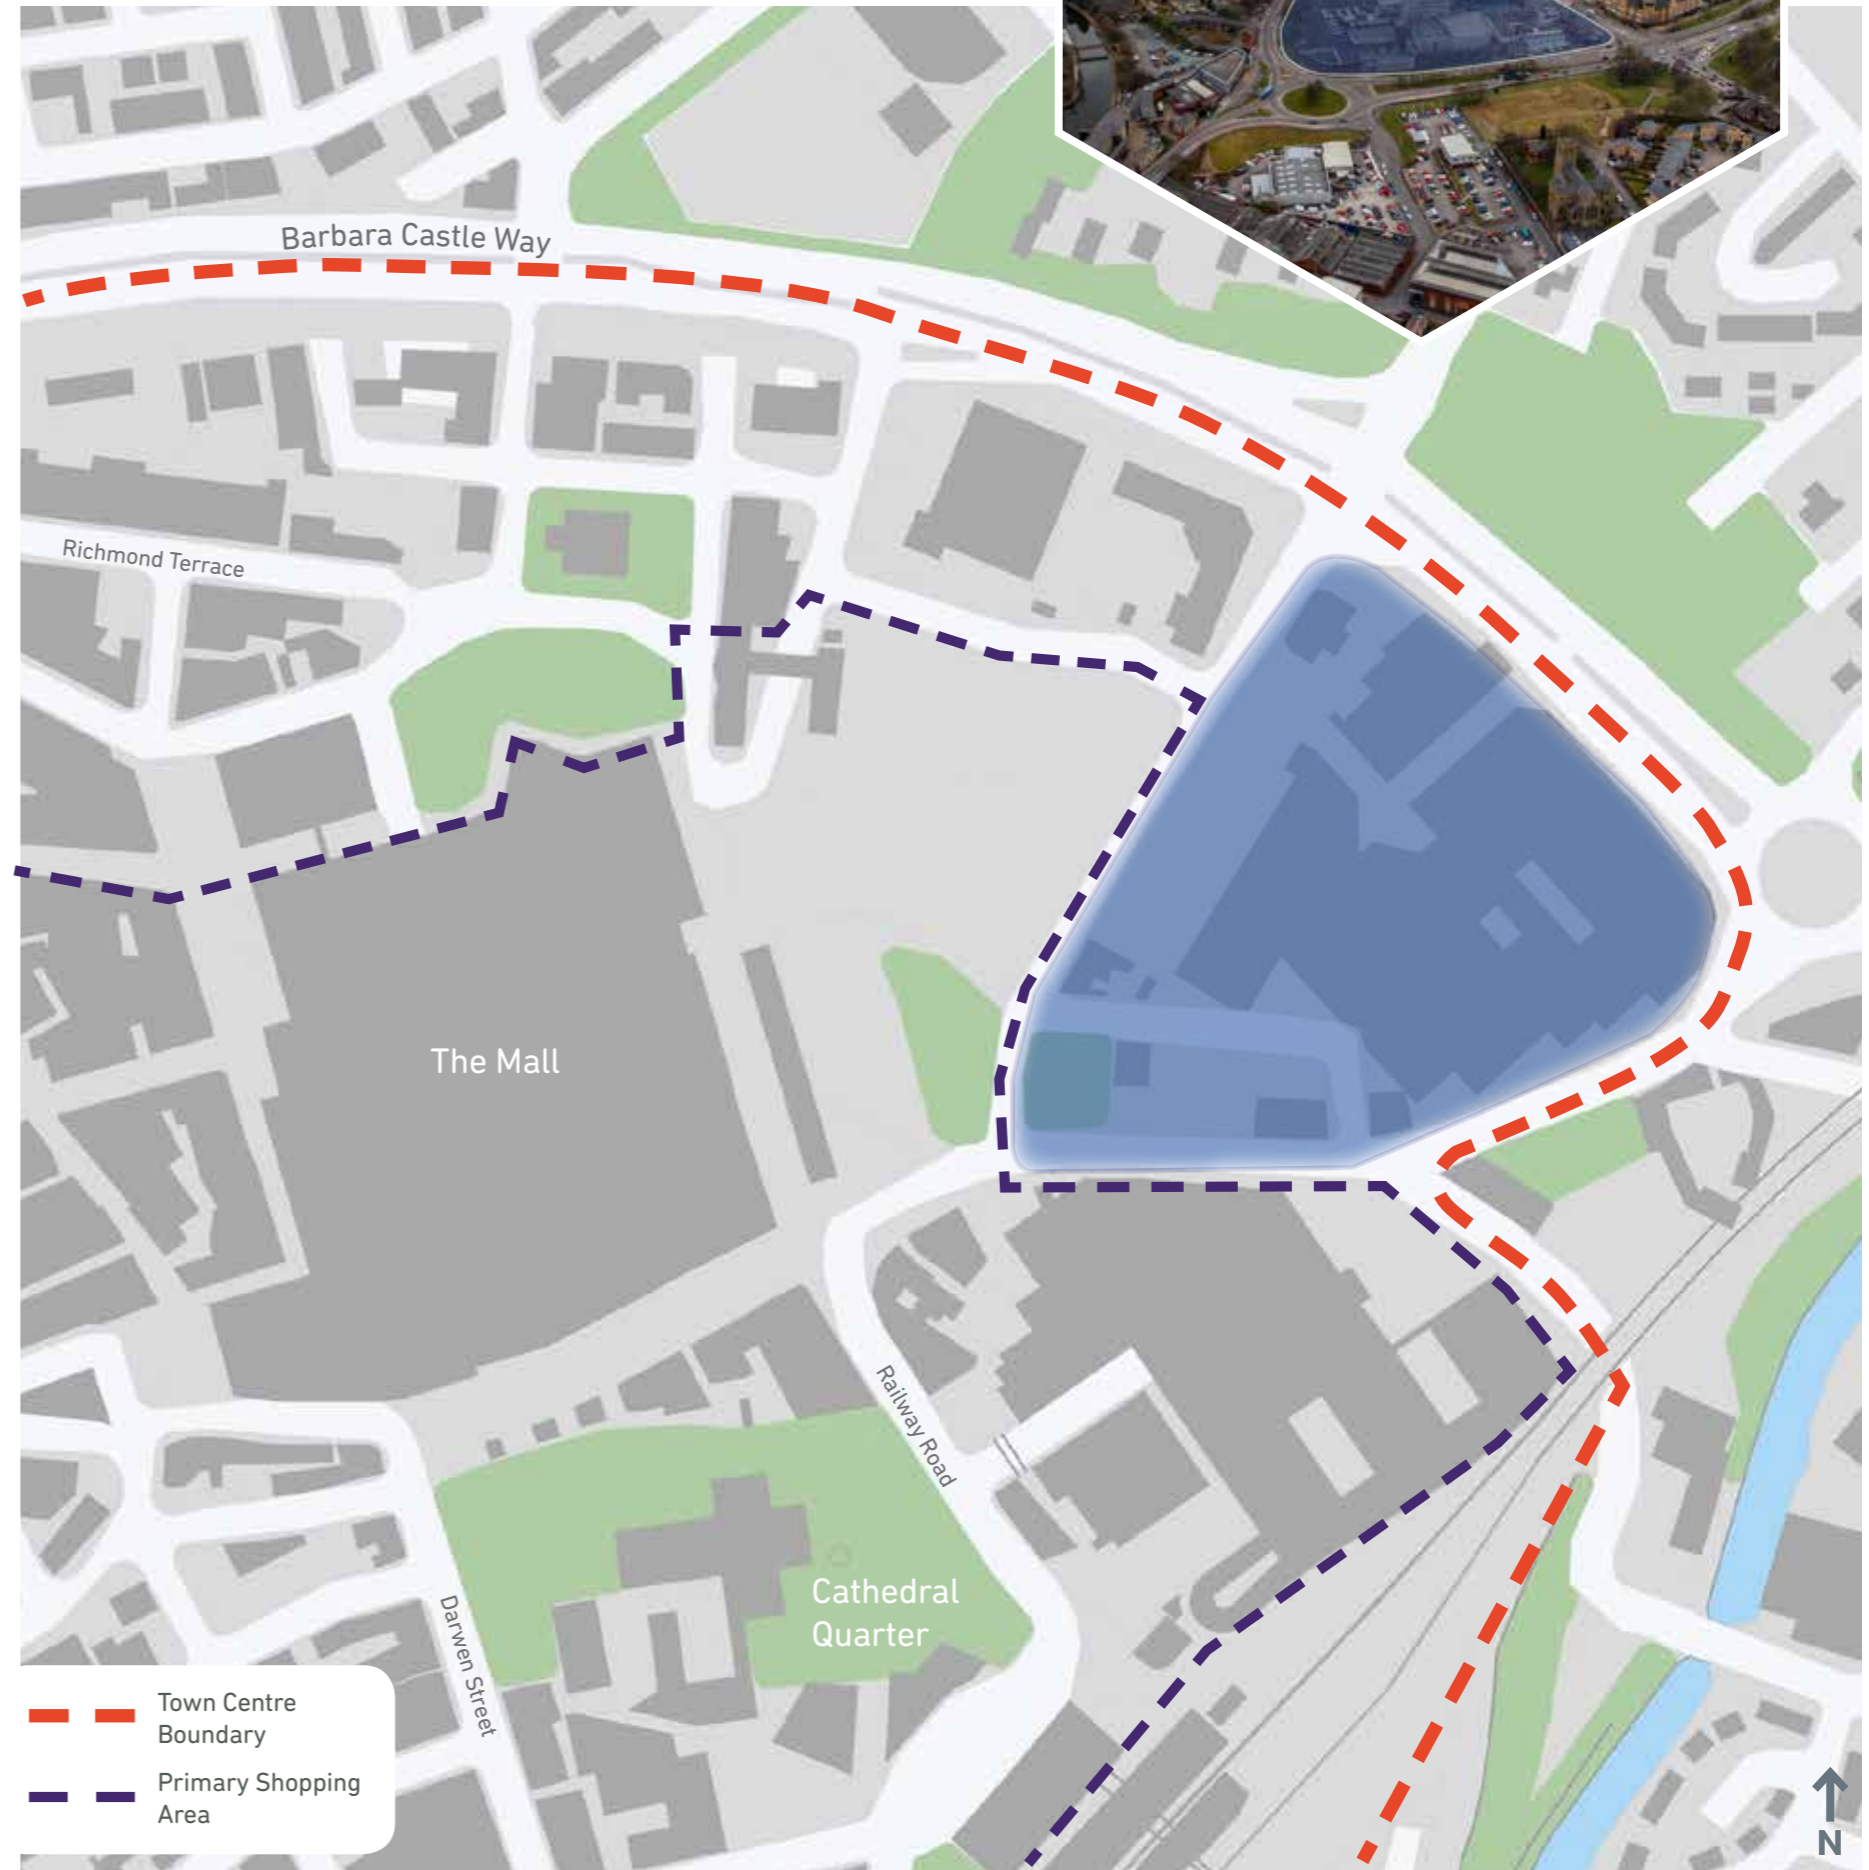 Barbara Castle Way
Richmond Terrace
The Mall
Railway Road
Cathedral
Quarter
Darwen Street
Town Centre
Boundary
Primary Shopping
Area
N